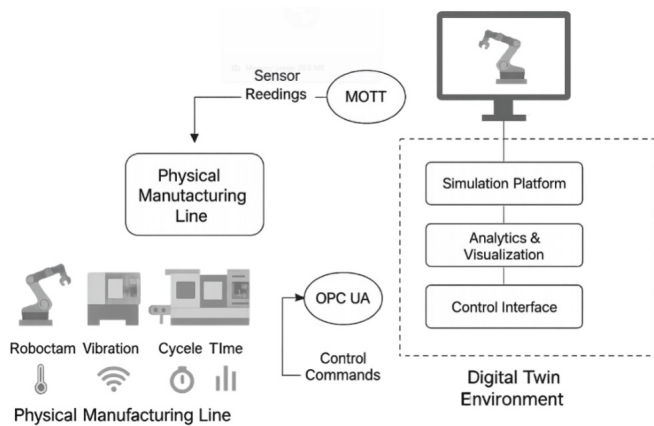 Sensor
Reedings
MOTT
Physical
Manutacturing
Line
Simulation Platform
Analytics &
Visualization
Control Interface
OPC UA
Roboctam Vibration Cycele TIme
Control
Commands
Physical Manufacturing Line
Digital Twin
Environment